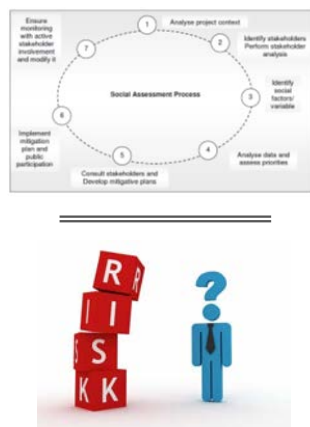 1
Analyse project context
2
Identify stakeholders
Perform stakeholder
analysis
3
Identify
social
factors/
variable
4
Analyse data and
assess priorities
5
Consult stakeholders and
Develop mitigative plans
6
Implement
mitigation
plan and
public
participation
7
Ensure
monitoring
with active
stakeholder
involvement
and modify it
Social Assessment Process
R R
I I
S S
K K
?